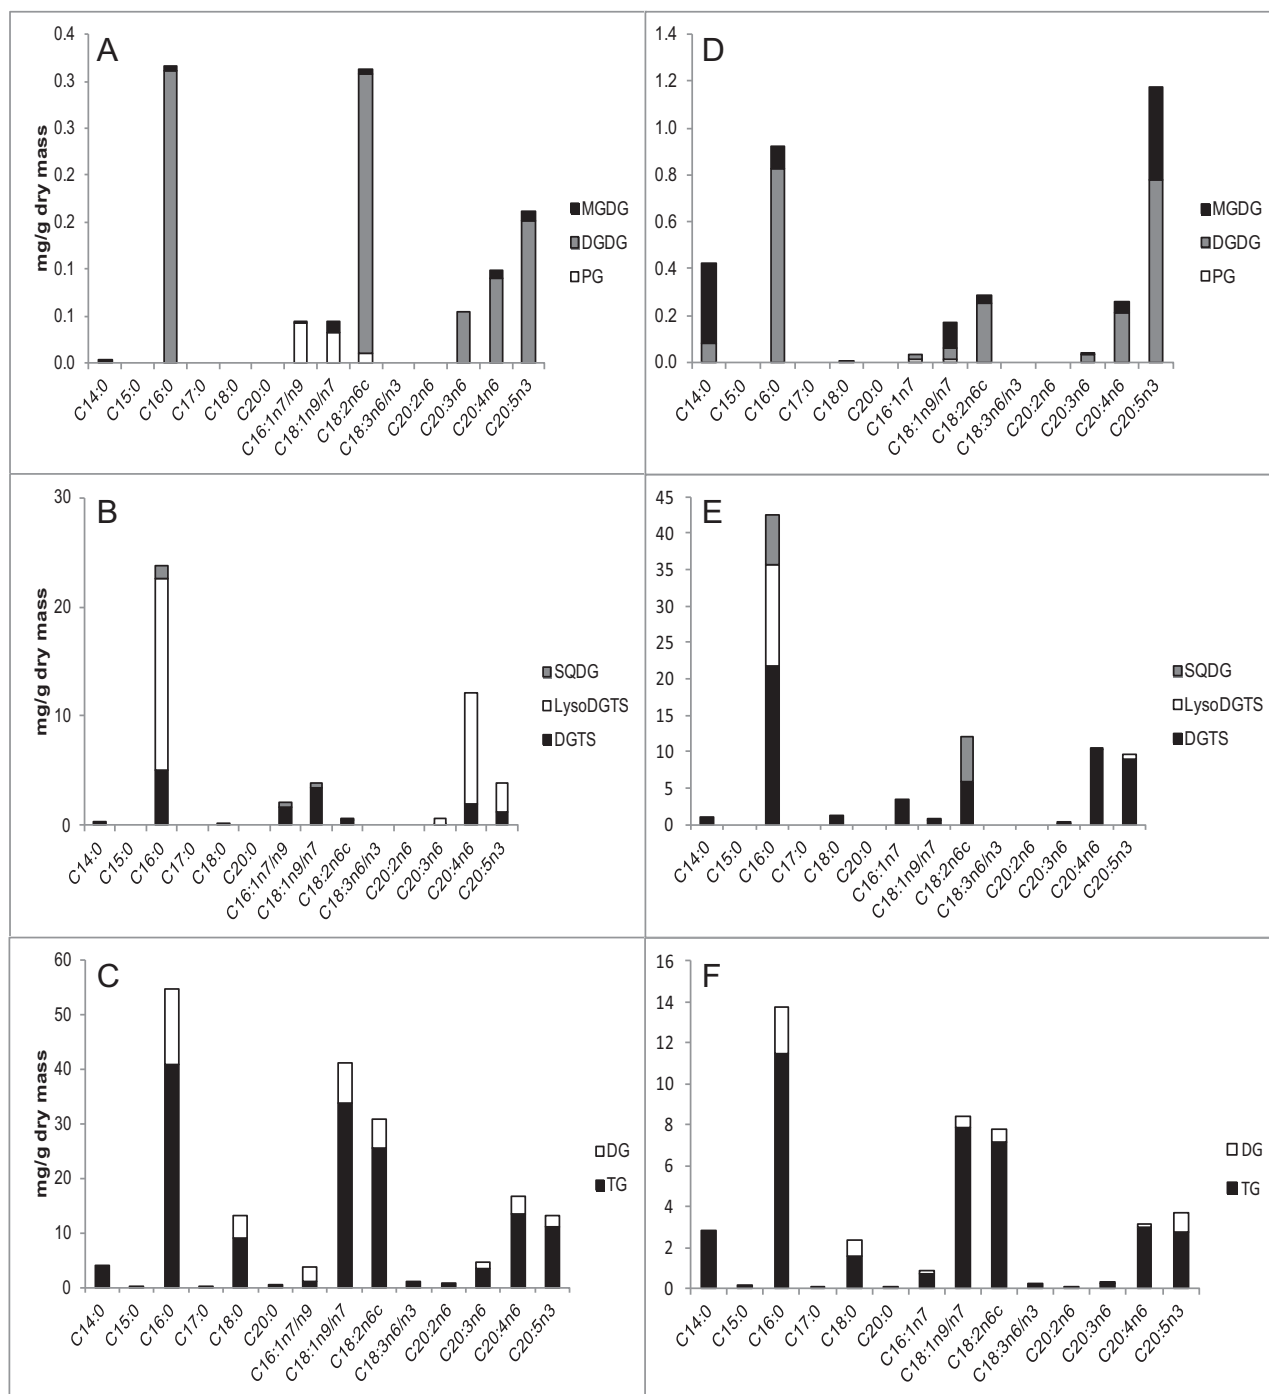 A
0.4
0.3
0.3
0.2
0.2
0.1
0.1
0.0
mg/g dry mass
C14:0
C15:0
C16:0
C17:0
C18:0
C20:0
C16:1n7/n9
C18:1n9/n7
C18:2n6c
C18:3n6/n3
C20:2n6
C20:3n6
C20:4n6
C20:5n3
MGDG
DGDG
PG
D
1.4
1.2
1.0
0.8
0.6
0.4
0.2
0.0
C14:0
C15:0
C16:0
C17:0
C18:0
C20:0
C16:1n7
C18:1n9/n7
C18:2n6c
C18:3n6/n3
C20:2n6
C20:3n6
C20:4n6
C20:5n3
MGDG
DGDG
PG
B
30
20
10
0
mg/g dry mass
C14:0
C15:0
C16:0
C17:0
C18:0
C20:0
C16:1n7/n9
C18:1n9/n7
C18:2n6c
C18:3n6/n3
C20:2n6
C20:3n6
C20:4n6
C20:5n3
SQDG
LysoDGTS
DGTS
E
45
40
35
30
25
20
15
10
5
0
C14:0
C15:0
C16:0
C17:0
C18:0
C20:0
C16:1n7
C18:1n9/n7
C18:2n6c
C18:3n6/n3
C20:2n6
C20:3n6
C20:4n6
C20:5n3
SQDG
LysoDGTS
DGTS
C
60
50
40
30
20
10
0
mg/g dry mass
C14:0
C15:0
C16:0
C17:0
C18:0
C20:0
C16:1n7/n9
C18:1n9/n7
C18:2n6c
C18:3n6/n3
C20:2n6
C20:3n6
C20:4n6
C20:5n3
DG
TG
F
16
14
12
10
8
6
4
2
0
C14:0
C15:0
C16:0
C17:0
C18:0
C20:0
C16:1n7
C18:1n9/n7
C18:2n6c
C18:3n6/n3
C20:2n6
C20:3n6
C20:4n6
C20:5n3
DG
TG